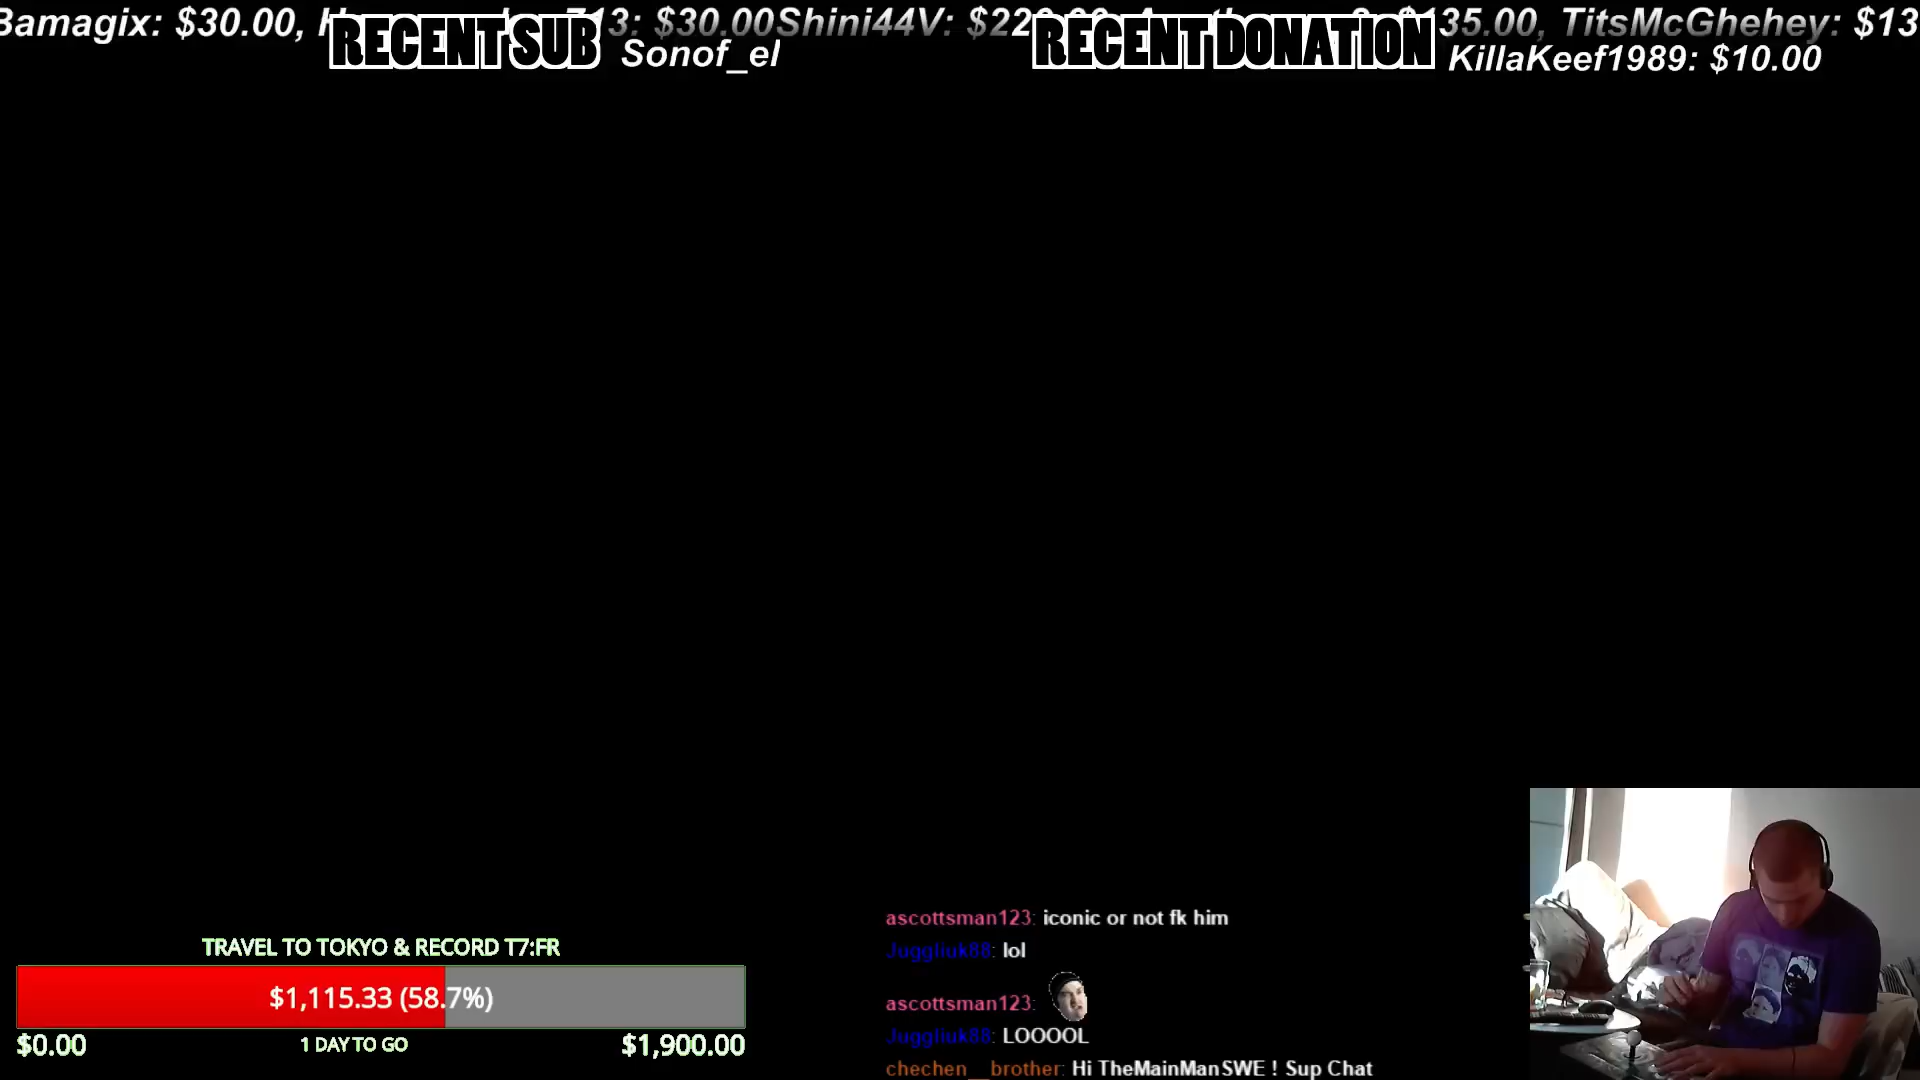 Bamagix: $30.00, 713: $30.00Shini44V: 35.00, TitsMcGhehey: $13
RECENT SUB Sonof_el
RECENT DONATION KillaKeef1989: $10.00
ascottsman123: iconic or not fk him
Juggliuk88: lol
ascottsman123:
Juggliuk88: LOOOOL
chechen__brother: Hi TheMainManSWE ! Sup Chat
TRAVEL TO TOKYO & RECORD T7:FR
$1,115.33 (58.7%)
$0.00 1 DAY TO GO $1,900.00